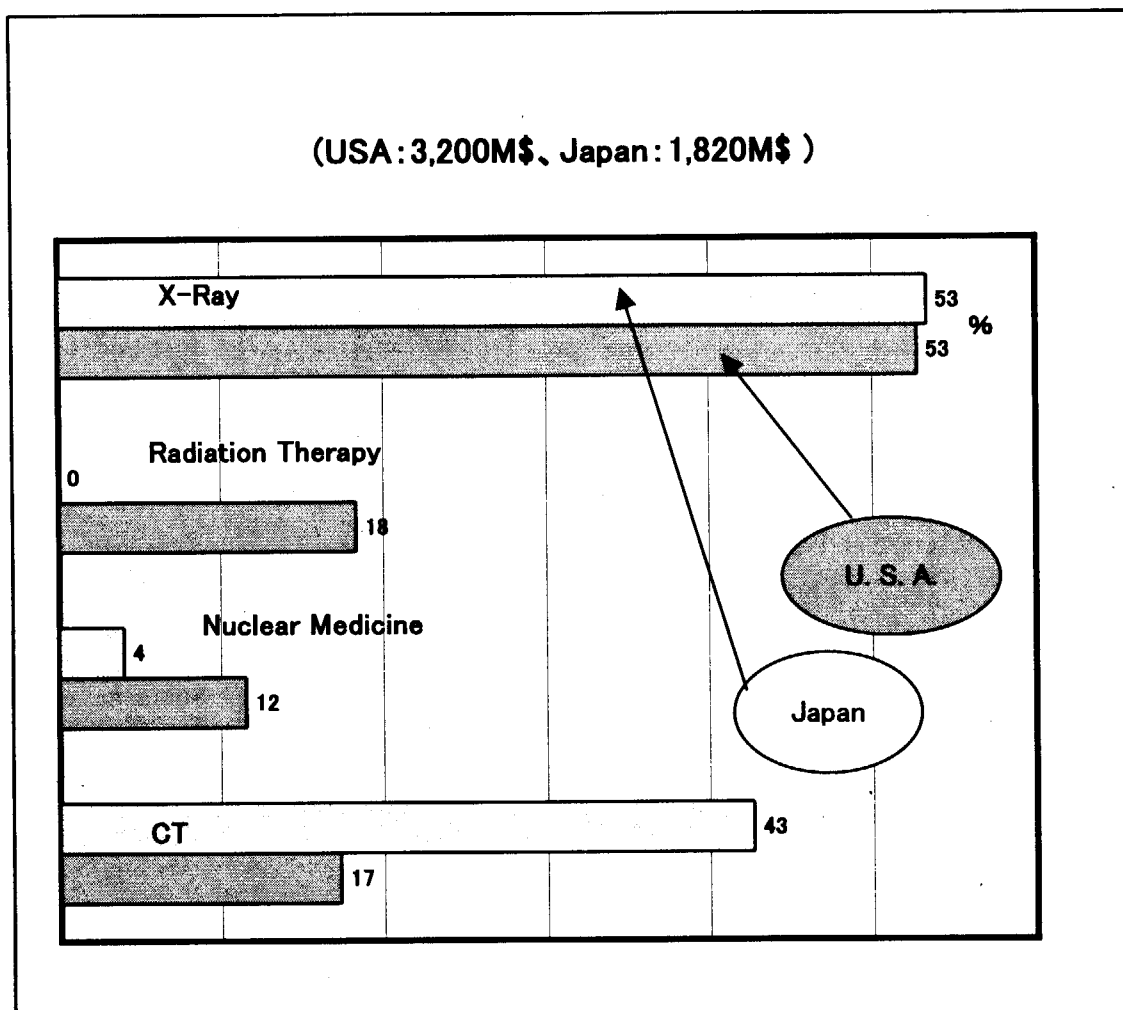 (USA:3,200M$、Japan:1,820M$ )
X-Ray
53
%
53
Radiation Therapy
0
18
U. S. A.
Nuclear Medicine
4
12
Japan
CT
43
17